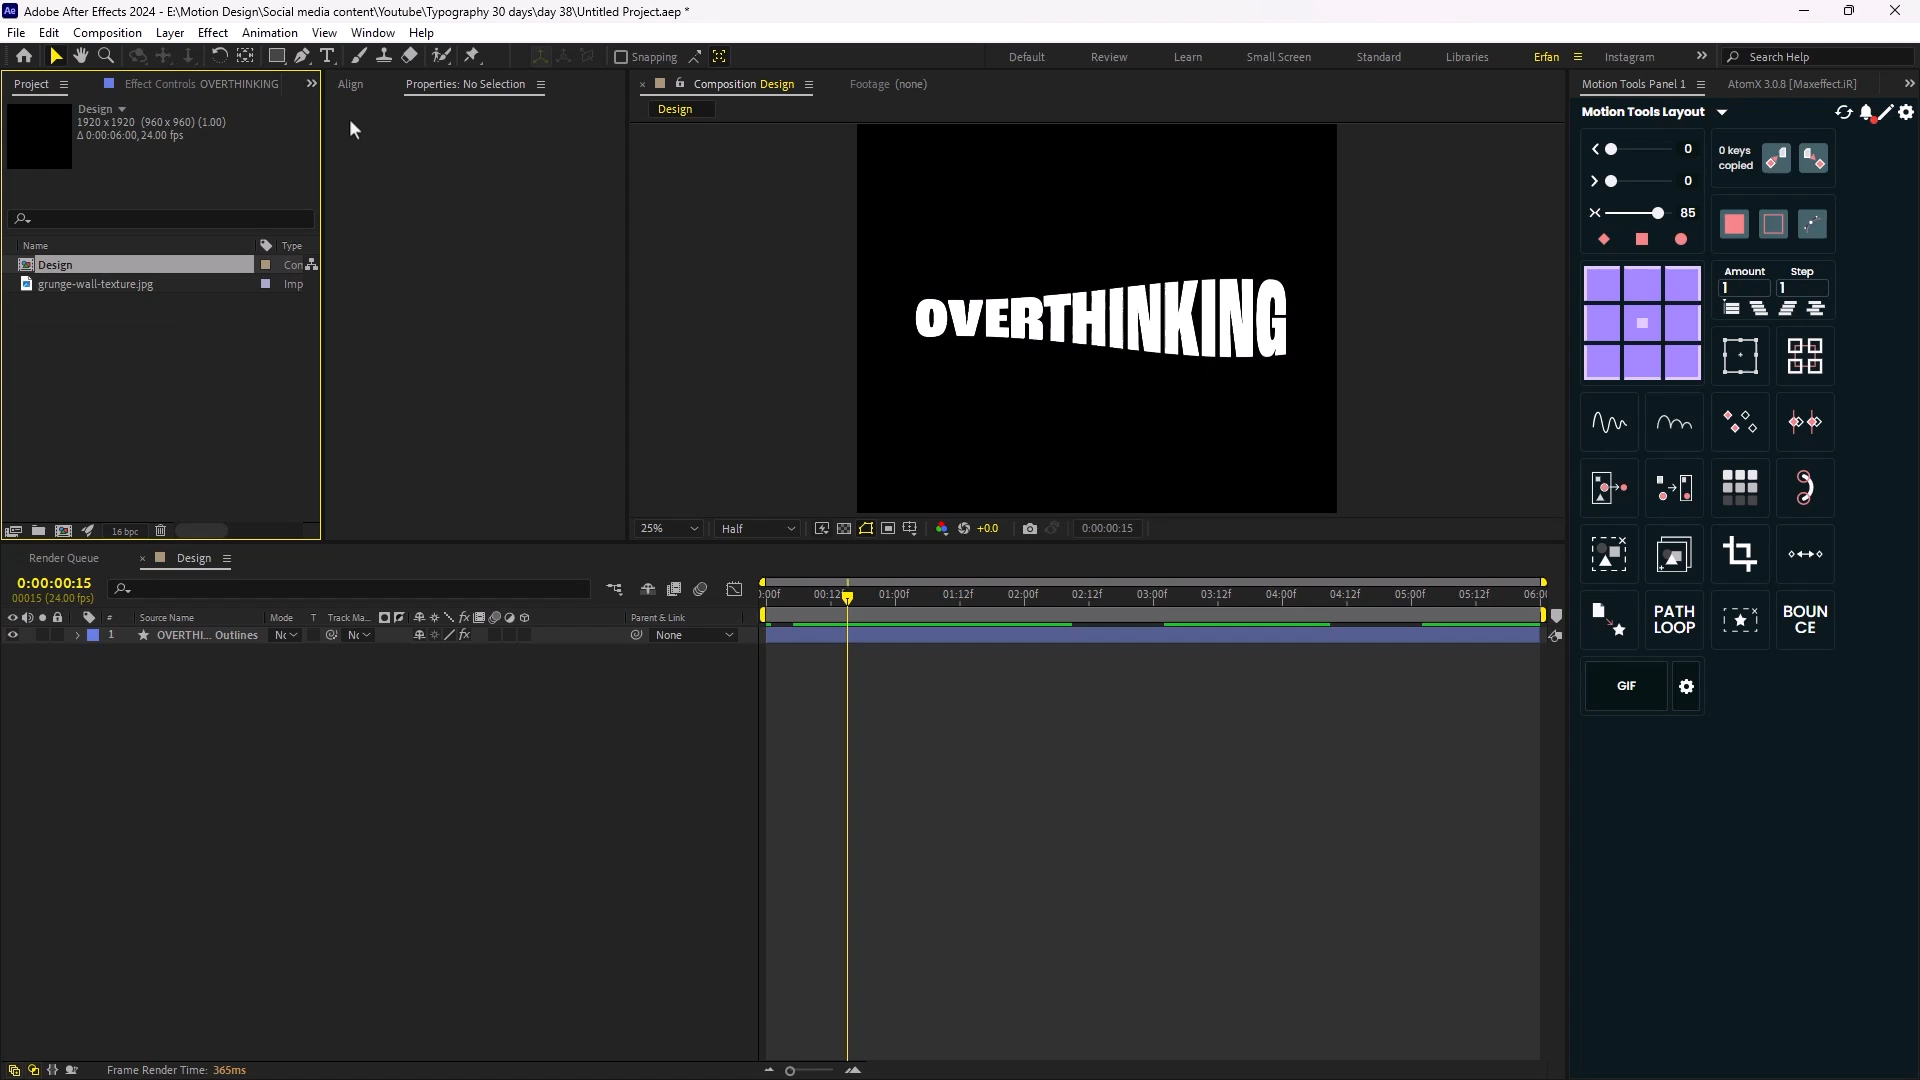 Adobe After Effects 2024 - E:\Motion Design\Social media content\Youtube\Typography 30 days\day 38\Untitled Project.aep *
File Edit Composition Layer Effect Animation View Window Help
Snapping
Default Review Learn Small Screen Standard Libraries Erfan Instagram Search Help
Project Effect Controls OVERTHINKING
Align Properties: No Selection
Composition Design Footage (none)
Motion Tools Panel 1 AtomX 3.0.8 [Maxeffect.iR]
Design
1920 x 1920 (960 x 960) (1.00)
Δ 0:00:06:00, 24.00 fps
Design
Motion Tools Layout
0
0
85
0 keys
copied
Name Type
Design Con
grunge-wall-texture.jpg Imp
Amount Step
1 1
OVERTHINKING
16 bpc
25% Half +0.0 0:00:00:15
Render Queue Design
0:00:00:15
00015 (24.00 fps)
Source Name Mode T Track Ma... Parent & Link
# 
1 OVERTHI... Outlines Nc Nc None
):00f 00:12f 01:00f 01:12f 02:00f 02:12f 03:00f 03:12f 04:00f 04:12f 05:00f 05:12f 06:0(
PATH
LOOP
BOUN
CE
GIF
Frame Render Time: 365ms